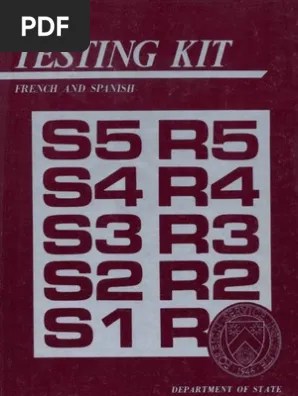 PDF
TESTING KIT
FRENCH AND SPANISH
S5 R5
S4 R4
S3 R3
S2 R2
S1 R
DEPARTMENT OF STATE